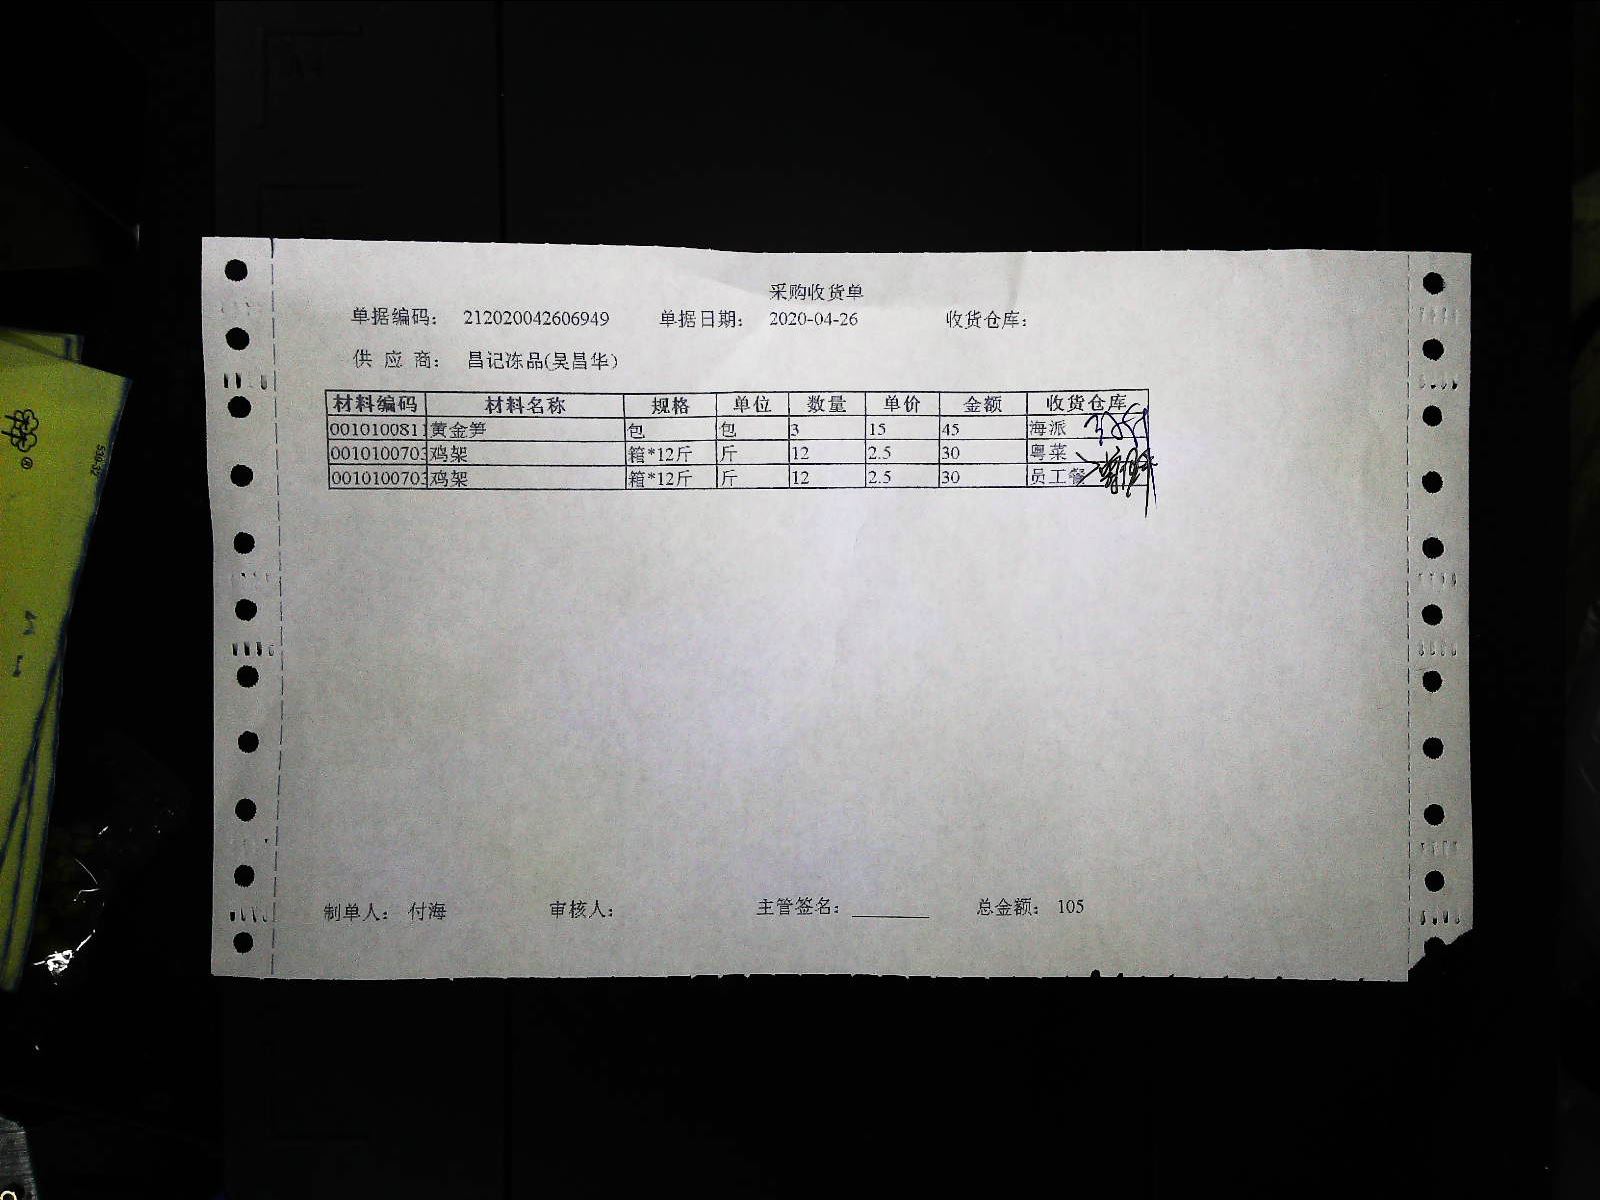 采购收货单
单据编码： 212020042606949 单据日期： 2020-04-26 收货仓库：
供 应 商： 昌记冻品(吴昌华)
材料编码 材料名称 规格 单位 数量 单价 金额 收货仓库
0010100811 黄金笋 包 包 3 15 45 海派
001010070 鸡架 箱*12斤 斤 12 2.5 30 粤菜
001010070 鸡架 箱*12斤 斤 12 2.5 30 员工餐
制单人： 付海 审核人： 主管签名： 总金额： 105